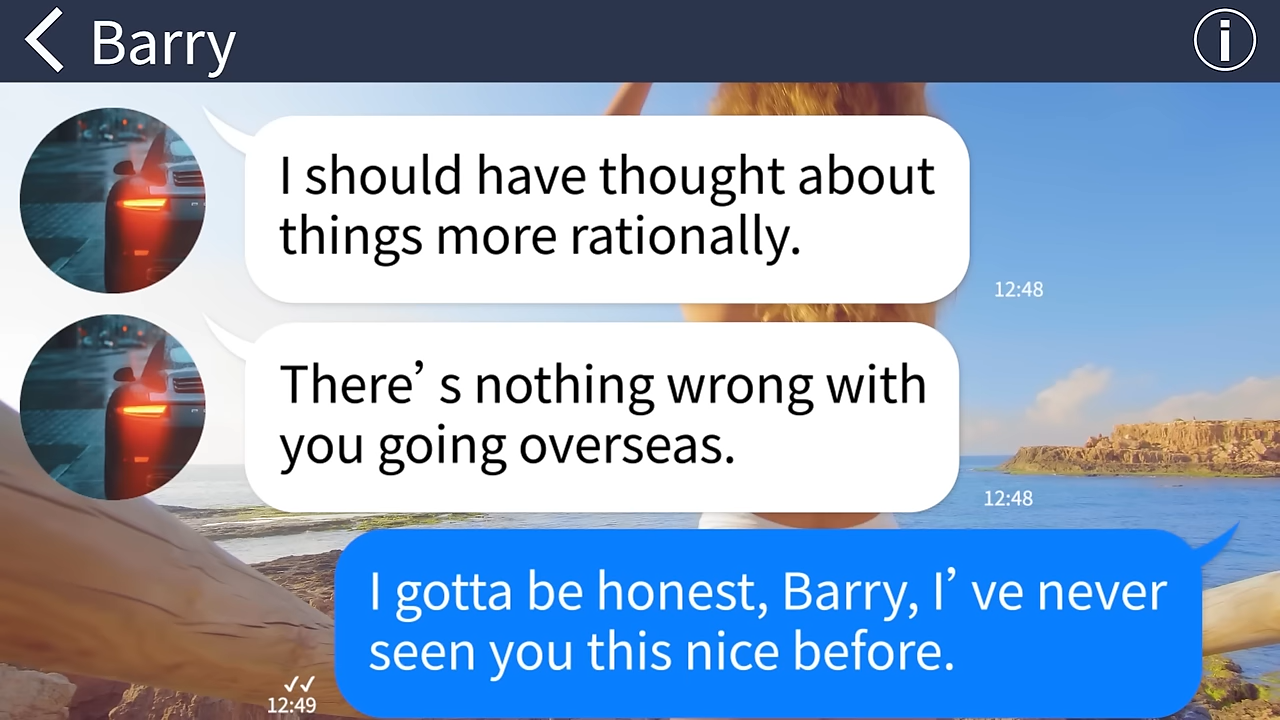 Barry
I should have thought about
things more rationally.
12:48
There’s nothing wrong with
you going overseas.
12:48
I gotta be honest, Barry, I’ve never
seen you this nice before.
12:49